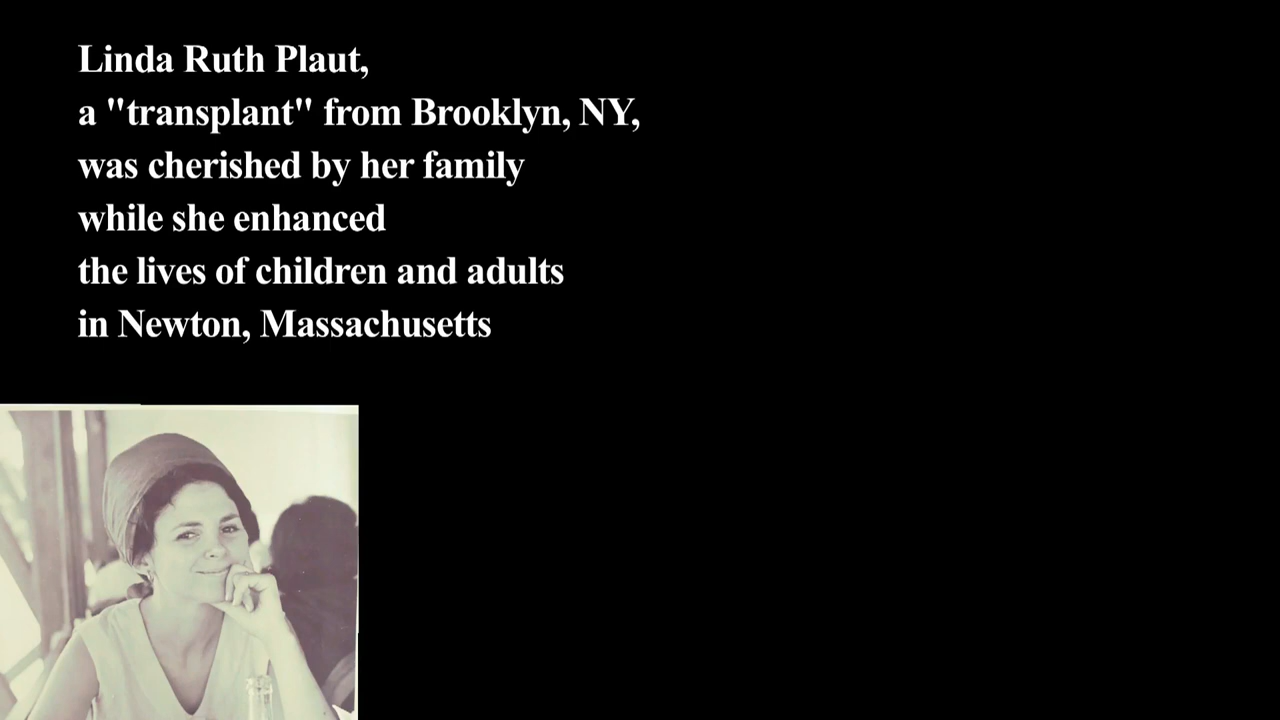 Linda Ruth Plaut,
a "transplant" from Brooklyn, NY,
was cherished by her family
while she enhanced
the lives of children and adults
in Newton, Massachusetts